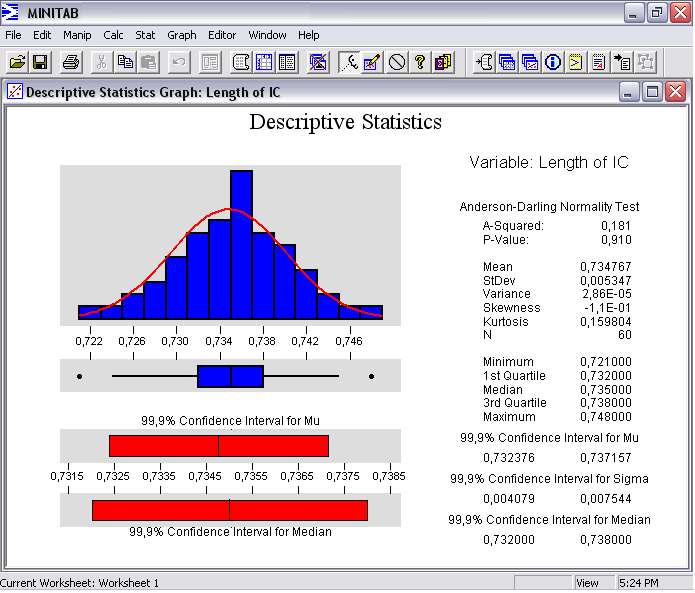 MINITAB
File Edit Manip Calc Stat Graph Editor Window Help
Descriptive Statistics Graph: Length of IC
Descriptive Statistics
Variable: Length of IC
Anderson-Darling Normality Test
A-Squared: 0,181
P-Value: 0,910
Mean 0,734767
StDev 0,005347
Variance 2,86E-05
Skewness -1,1E-01
Kurtosis 0,159804
N 60
Minimum 0,721000
1st Quartile 0,732000
Median 0,735000
3rd Quartile 0,738000
Maximum 0,748000
99,9% Confidence Interval for Mu
0,732376 0,737157
99,9% Confidence Interval for Sigma
0,004079 0,007544
99,9% Confidence Interval for Median
0,732000 0,738000
0,722 0,726 0,730 0,734 0,738 0,742 0,746
99,9% Confidence Interval for Mu
0,7315 0,7325 0,7335 0,7345 0,7355 0,7365 0,7375 0,7385
99,9% Confidence Interval for Median
Current Worksheet: Worksheet 1 View 5:24 PM